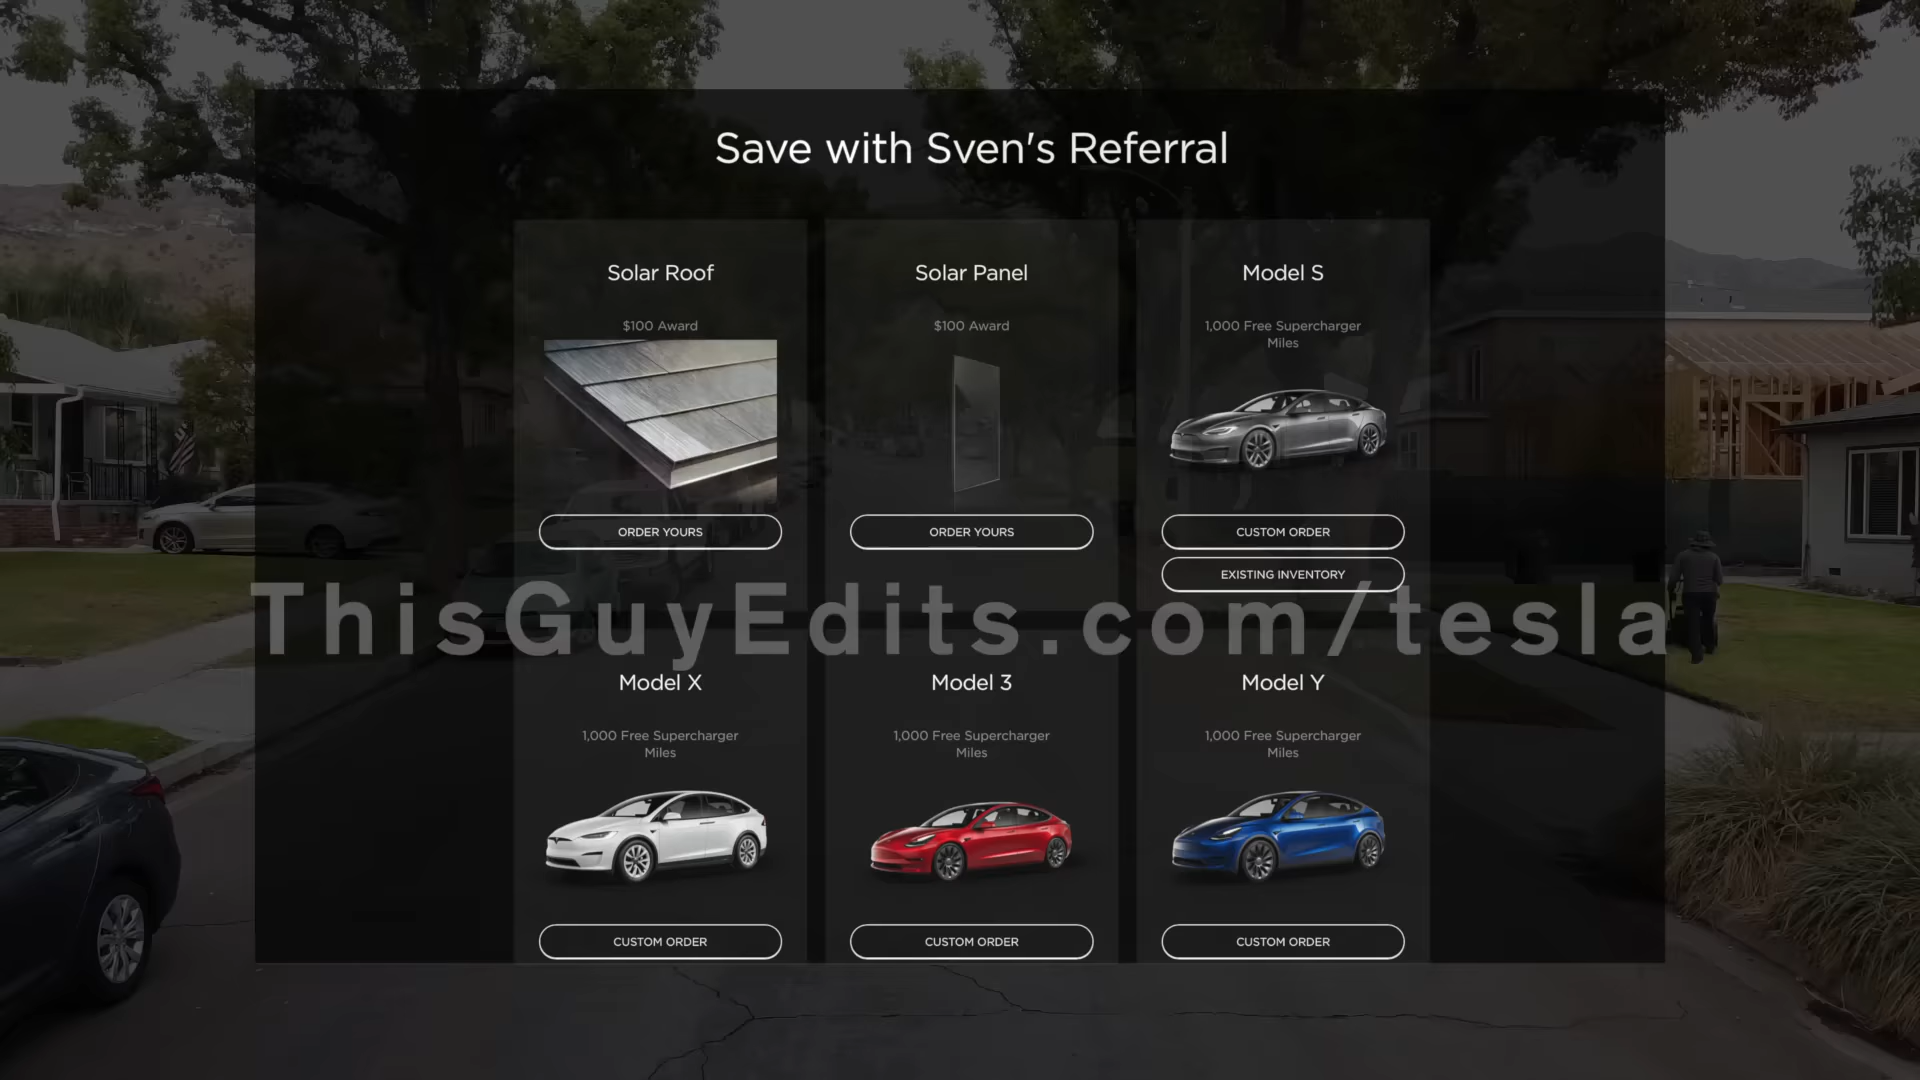 Save with Sven's Referral
Solar Roof
$100 Award
ORDER YOURS
Solar Panel
$100 Award
ORDER YOURS
Model S
1,000 Free Supercharger
Miles
CUSTOM ORDER
EXISTING INVENTORY
ThisGuyEdits.com/tesla
Model X
1,000 Free Supercharger
Miles
CUSTOM ORDER
Model 3
1,000 Free Supercharger
Miles
CUSTOM ORDER
Model Y
1,000 Free Supercharger
Miles
CUSTOM ORDER